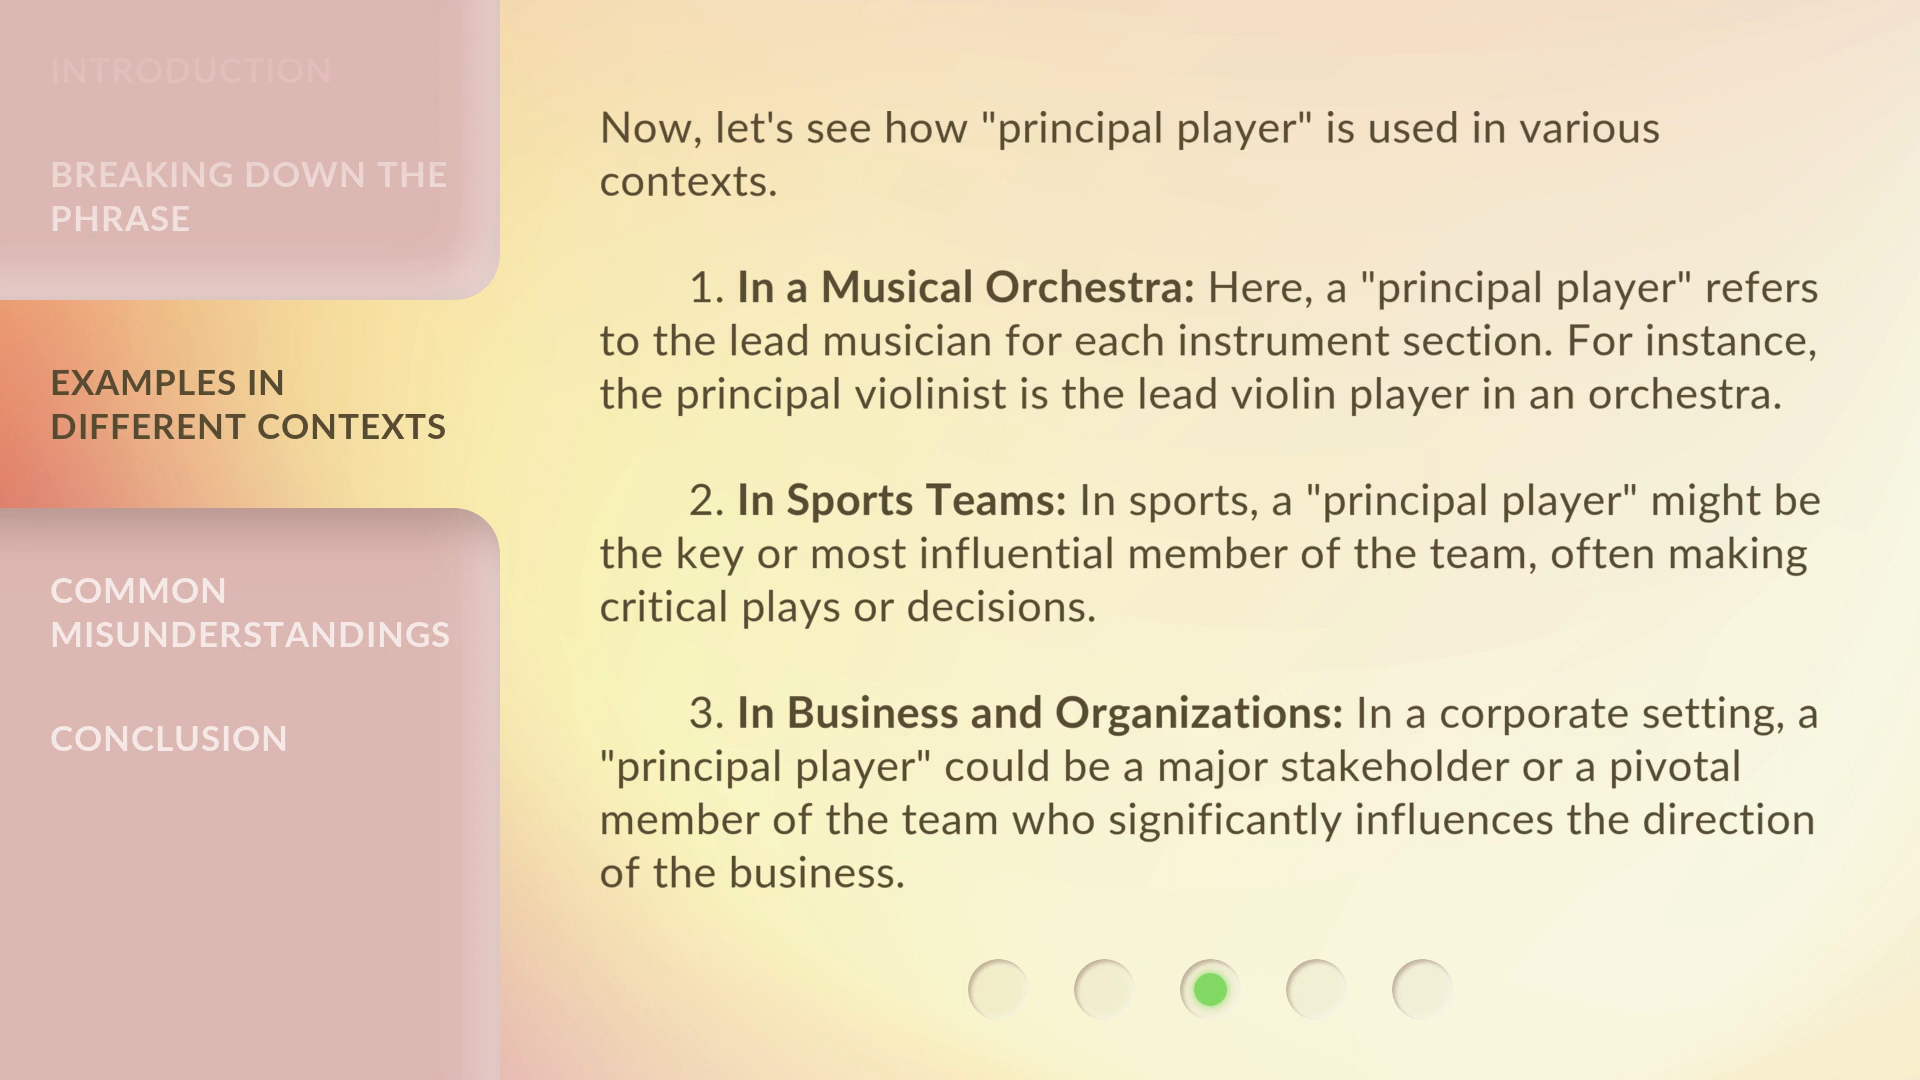 INTRODUCTION
BREAKING DOWN THE
PHRASE
EXAMPLES IN
DIFFERENT CONTEXTS
COMMON
MISUNDERSTANDINGS
CONCLUSION
Now, let's see how "principal player" is used in various
contexts.
1. In a Musical Orchestra: Here, a "principal player" refers
to the lead musician for each instrument section. For instance,
the principal violinist is the lead violin player in an orchestra.
2. In Sports Teams: In sports, a "principal player" might be
the key or most influential member of the team, often making
critical plays or decisions.
3. In Business and Organizations: In a corporate setting, a
"principal player" could be a major stakeholder or a pivotal
member of the team who significantly influences the direction
of the business.